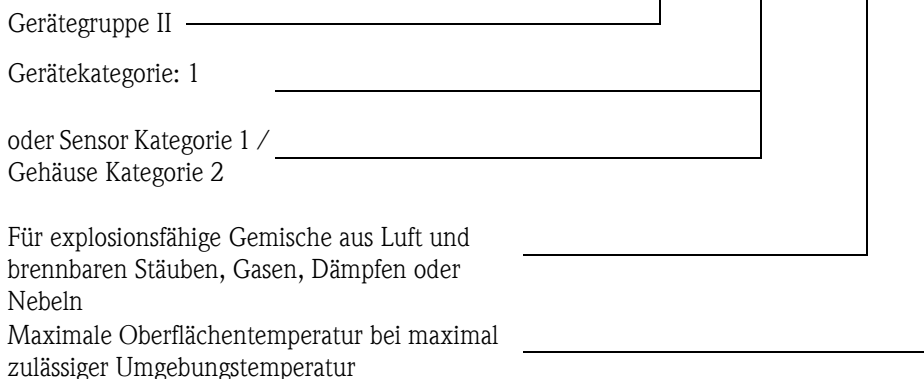 Gerätegruppe II
Gerätekategorie: 1
oder Sensor Kategorie 1 /
Gehäuse Kategorie 2
Für explosionsfähige Gemische aus Luft und
brennbaren Stäuben, Gasen, Dämpfen oder
Nebeln
Maximale Oberflächentemperatur bei maximal
zulässiger Umgebungstemperatur